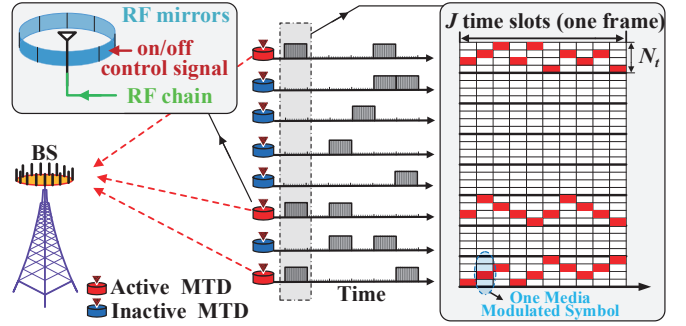 RF mirrors
on/off
control signal
RF chain
BS
Active MTD
Inactive MTD
Time
J time slots (one frame)
Nt
One Media
Modulated Symbol